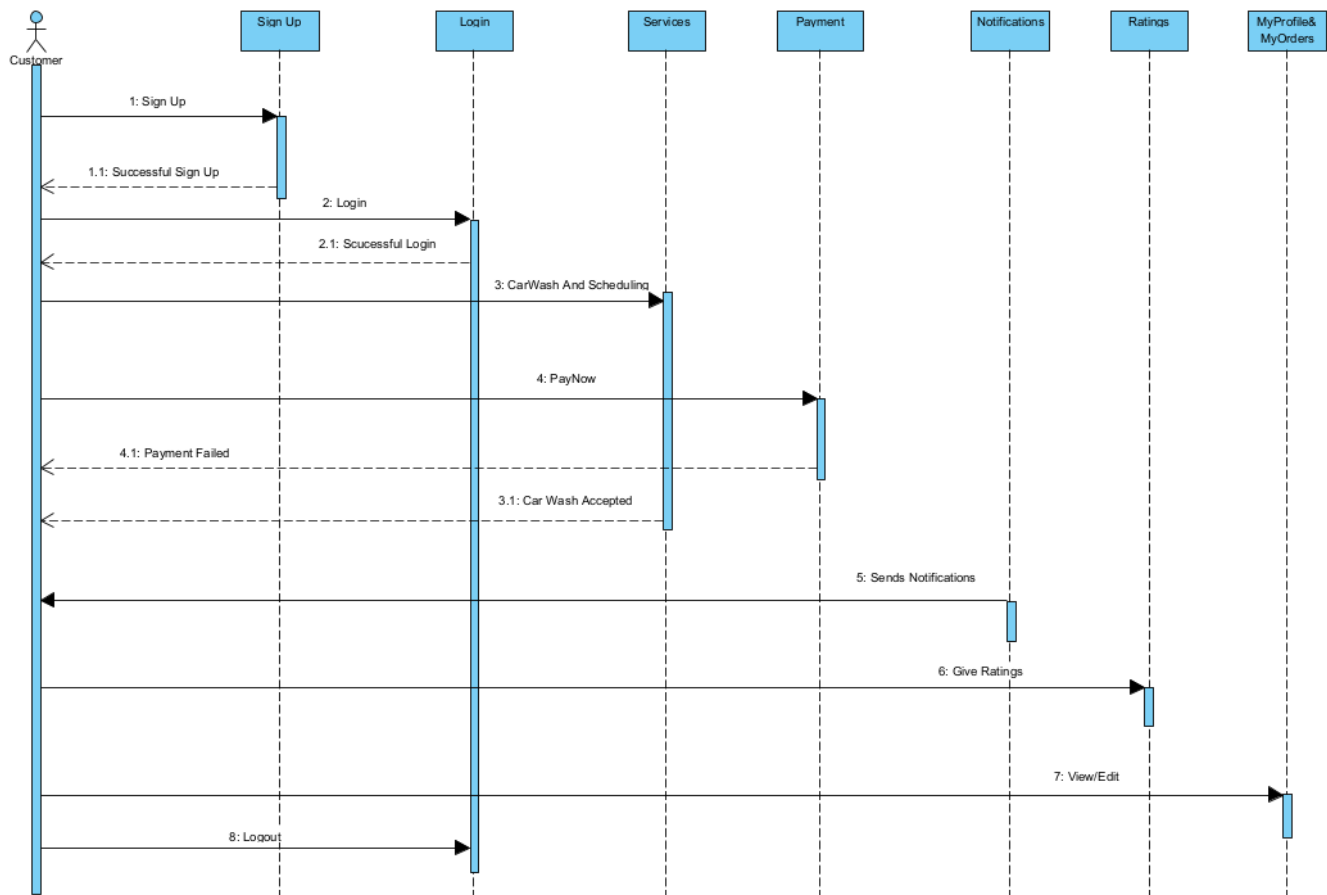 Sign Up
Login
Services
Payment
Notifications
Ratings
MyProfile&
MyOrders
Customer
1: Sign Up
1.1: Successful Sign Up
2: Login
2.1: Scucessful Login
3: CarWash And Scheduling
4: PayNow
4.1: Payment Failed
3.1: Car Wash Accepted
5: Sends Notifications
6: Give Ratings
7: View/Edit
8: Logout